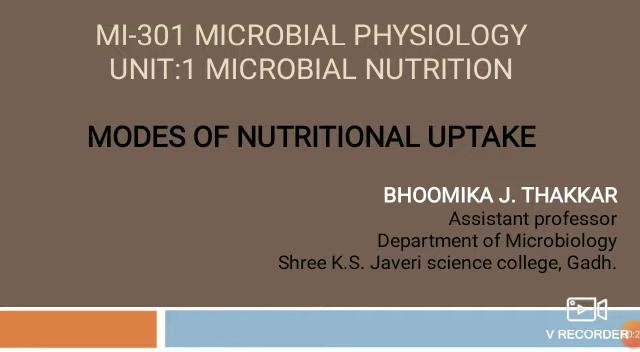 MI-301 MICROBIAL PHYSIOLOGY
UNIT:1 MICROBIAL NUTRITION
MODES OF NUTRITIONAL UPTAKE
BHOOMIKA J. THAKKAR
Assistant professor
Department of Microbiology
Shree K.S. Javeri science college, Gadh.
V RECORDER